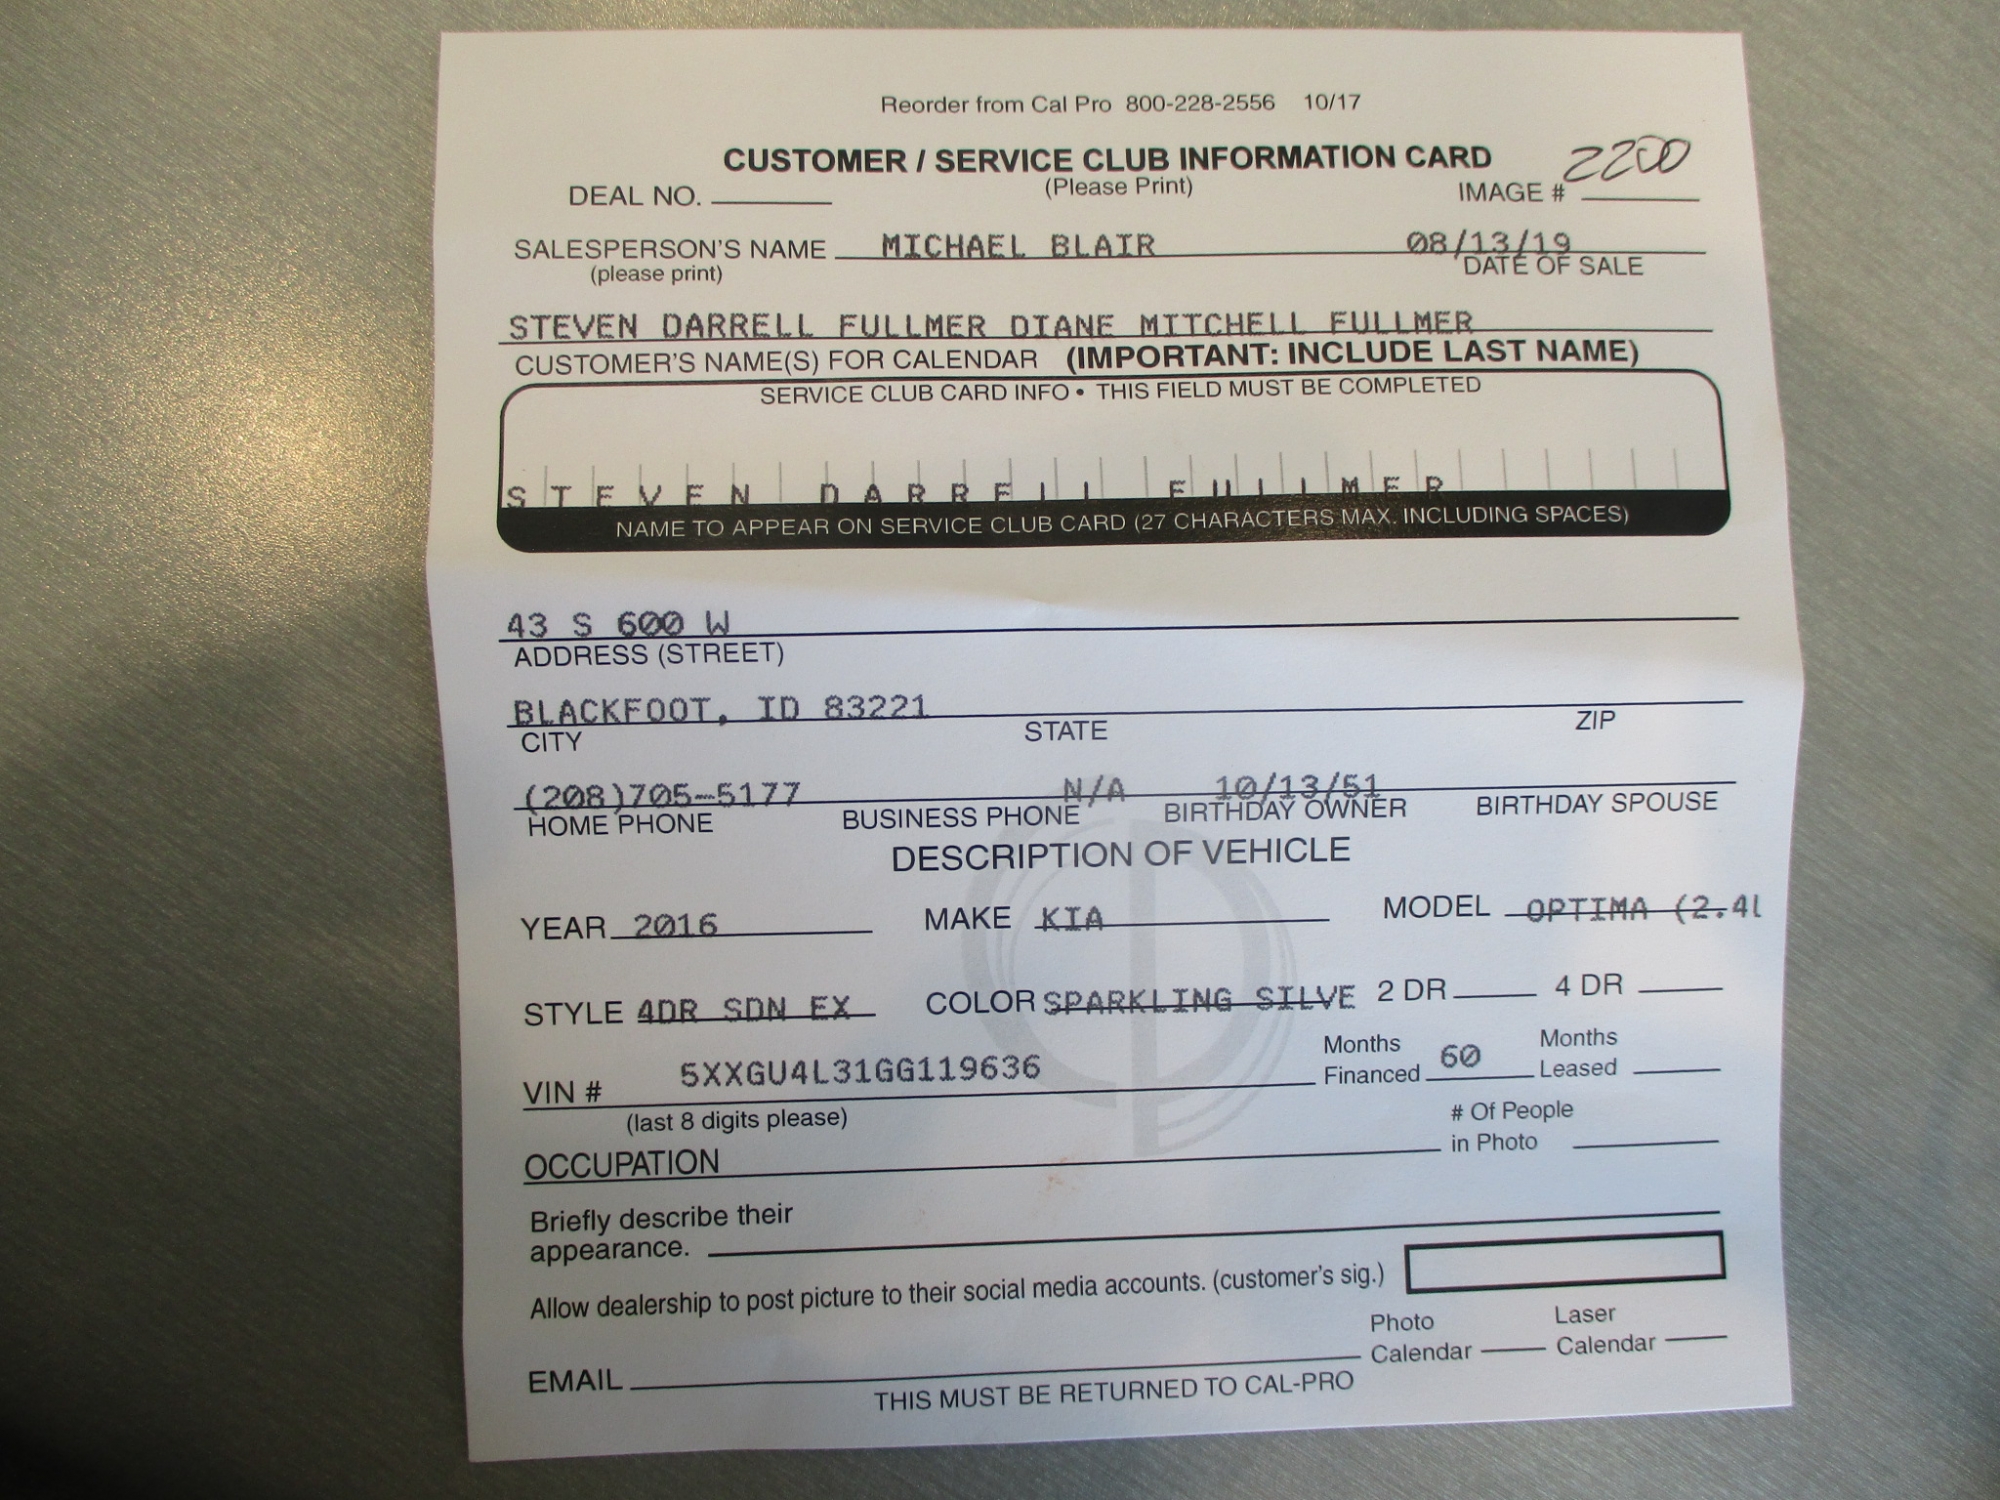 Reorder from Cal Pro 800-228-2556 10/17
CUSTOMER / SERVICE CLUB INFORMATION CARD
(Please Print)
DEAL NO. IMAGE # 2200
SALESPERSON'S NAME MICHAEL BLAIR 08/13/19
(please print) DATE OF SALE
STEVEN DARRELL FULLMER DIANE MITCHELL FULLMER
CUSTOMER'S NAME(S) FOR CALENDAR (IMPORTANT: INCLUDE LAST NAME)
SERVICE CLUB CARD INFO • THIS FIELD MUST BE COMPLETED
STEVEN DARRELL FULLMER
NAME TO APPEAR ON SERVICE CLUB CARD (27 CHARACTERS MAX. INCLUDING SPACES)
43 S 600 W
ADDRESS (STREET)
BLACKFOOT, ID 83221
CITY STATE ZIP
(208)705-5177 N/A 10/13/51
HOME PHONE BUSINESS PHONE BIRTHDAY OWNER BIRTHDAY SPOUSE
DESCRIPTION OF VEHICLE
YEAR 2016 MAKE KIA MODEL OPTIMA (2.4L
STYLE 4DR SDN EX COLOR SPARKLING SILVE 2 DR 4 DR
VIN # 5XXGU4L31GG119636 Months Financed 60 Months Leased
(last 8 digits please)
OCCUPATION # Of People in Photo
Briefly describe their
appearance.
Allow dealership to post picture to their social media accounts. (customer's sig.)
EMAIL Photo Calendar Laser Calendar
THIS MUST BE RETURNED TO CAL-PRO